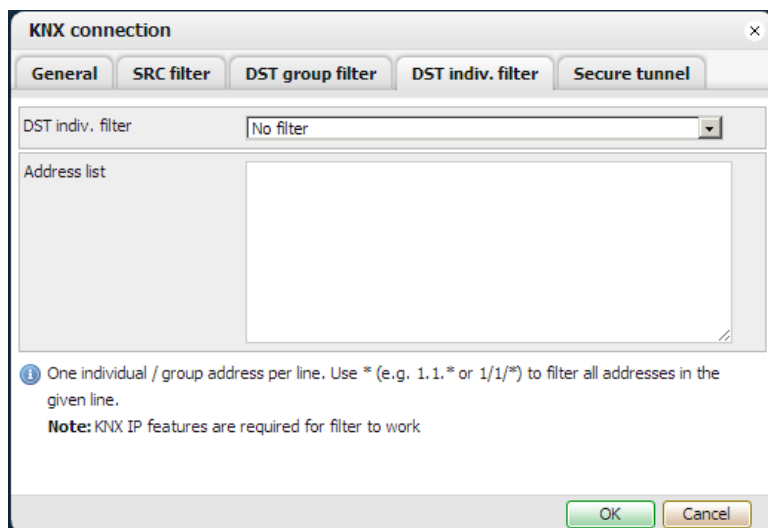 KNX connection
General SRC filter DST group filter DST indiv. filter Secure tunnel
DST indiv. filter No filter
Address list
One individual / group address per line. Use * (e.g. 1.1.* or 1/1/*) to filter all addresses in the
given line.
Note: KNX IP features are required for filter to work
OK Cancel